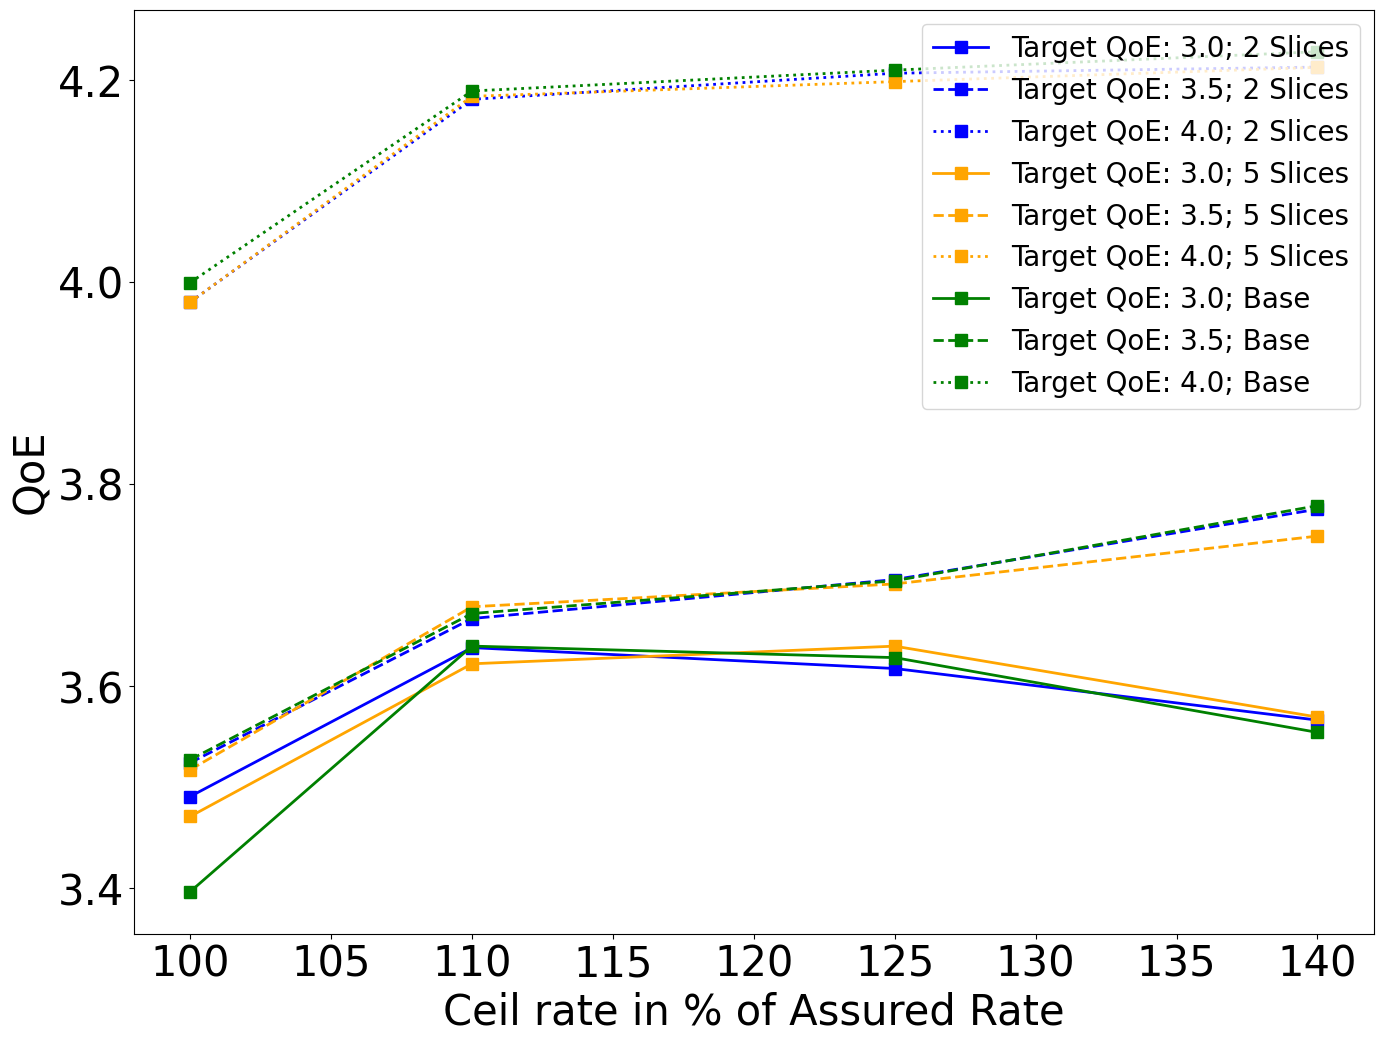 4.2
4.0
3.8
3.6
3.4
QoE
100 105 110 115 120 125 130 135 140
Ceil rate in % of Assured Rate
Target QoE: 3.0; 2 Slices
Target QoE: 3.5; 2 Slices
Target QoE: 4.0; 2 Slices
Target QoE: 3.0; 5 Slices
Target QoE: 3.5; 5 Slices
Target QoE: 4.0; 5 Slices
Target QoE: 3.0; Base
Target QoE: 3.5; Base
Target QoE: 4.0; Base